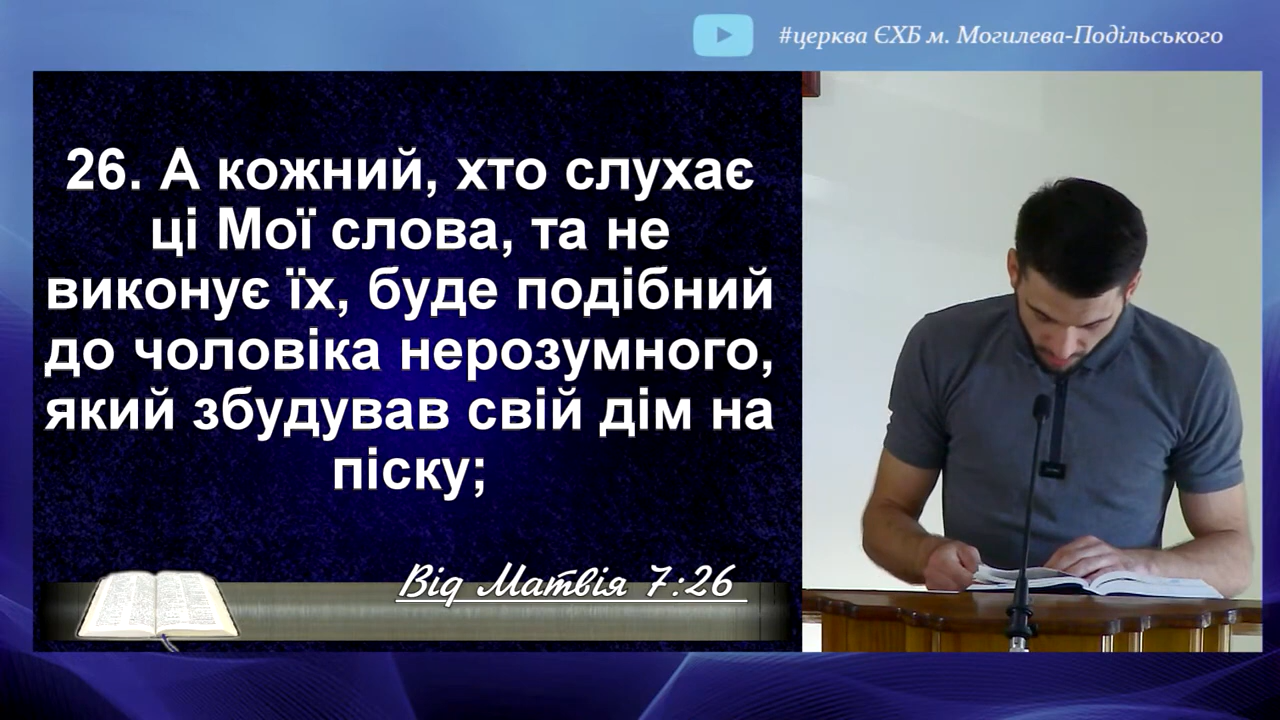 #церква ЄХБ м. Могилева-Подільського
26. А кожний, хто слухає
ці Мої слова, та не
виконує їх, буде подібний
до чоловіка нерозумного,
який збудував свій дім на
піску;
Від Матвія 7:26